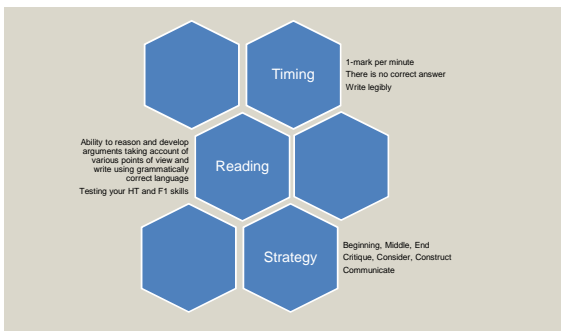 Timing
1-mark per minute
There is no correct answer
Write legibly
Ability to reason and develop
arguments taking account of
various points of view and
write using grammatically
correct language
Testing your HT and F1 skills
Reading
Strategy
Beginning, Middle, End
Critique, Consider, Construct
Communicate